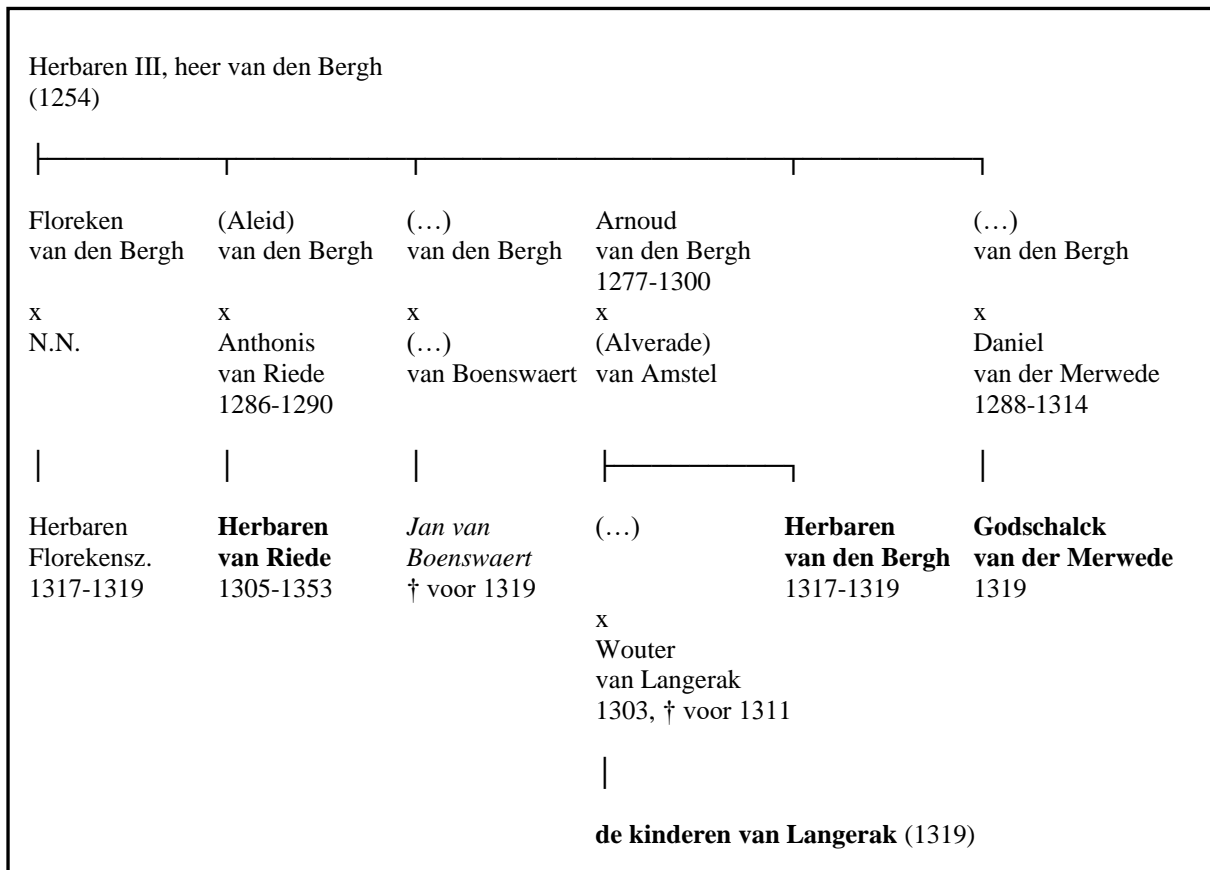 Herbaren III, heer van den Bergh
(1254)
Floreken (Aleid) (…) Arnoud (…)
van den Bergh van den Bergh van den Bergh van den Bergh van den Bergh
1277-1300
x x x x x
N.N. Anthonis (…) (Alverade) Daniel
van Riede van Boenswaert van Amstel van der Merwede
1286-1290 1288-1314
Herbaren Herbaren Jan van (…) Herbaren Godschalck
Florekensz. van Riede Boenswaert van den Bergh van der Merwede
1317-1319 1305-1353 † voor 1319 1317-1319 1319
x
Wouter
van Langerak
1303, † voor 1311
de kinderen van Langerak (1319)